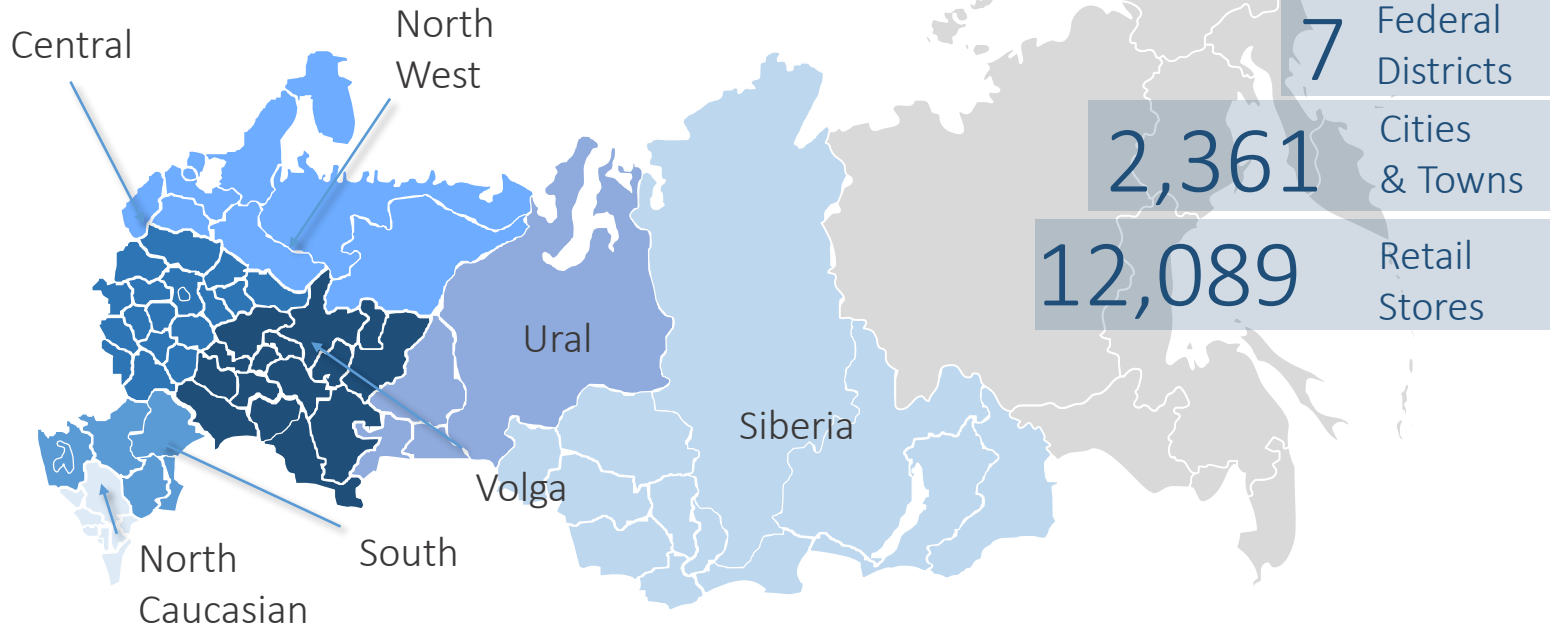 Central
North
West
7
Federal
Districts
2,361
Cities
& Towns
12,089
Retail
Stores
Ural
Siberia
Volga
South
North
Caucasian